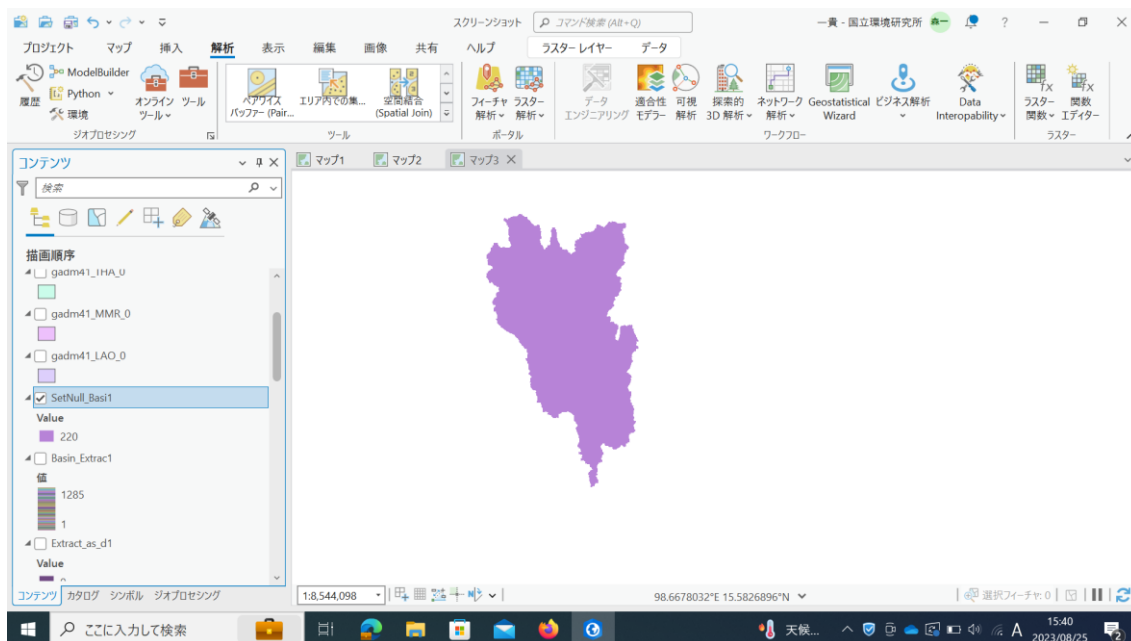 スクリーンショット
コマンド検索 (Alt+Q)
一貴 - 国立環境研究所
プロジェクト マップ 挿入 解析 表示 編集 画像 共有 ヘルプ ラスター レイヤー データ
履歴
ModelBuilder
Python
環境
オンライン ツール
ツール
ジオプロセシング
ペアワイズ バッファー (Pair...
エリア内での集...
空間結合 (Spatial Join)
ツール
フィーチャ 解析
ラスター 解析
ポータル
データ エンジニアリング
適合性 モデラー
可視 解析
探索的 3D 解析
ネットワーク 解析
Geostatistical Wizard
ビジネス解析
Data Interopability
ワークフロー
ラスター 関数
関数 エディター
ラスター
コンテンツ
マップ1 マップ2 マップ3
検索
描画順序
gadm41_THA_0
gadm41_MMR_0
gadm41_LAO_0
SetNull_Basi1
Value
220
Basin_Extrac1
値
1285
1
Extract_as_d1
Value
コンテンツ カタログ シンボル ジオプロセシング
1:8,544,098
98.6678032°E 15.5826896°N
選択フィーチャ: 0
ここに入力して検索
天候...
A
15:40
2023/08/25
2